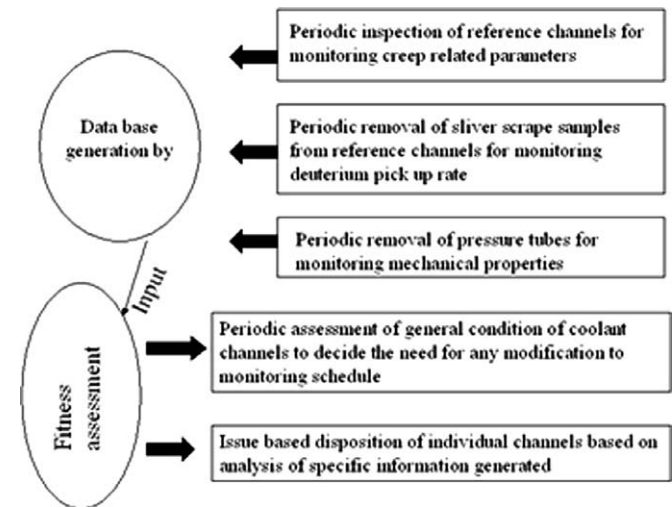 Periodic inspection of reference channels for
monitoring creep related parameters
Data base
generation by
Periodic removal of sliver scrape samples
from reference channels for monitoring
deuterium pick up rate
Periodic removal of pressure tubes for
monitoring mechanical properties
Input
Fitness
assessment
Periodic assessment of general condition of coolant
channels to decide the need for any modification to
monitoring schedule
Issue based disposition of individual channels based on
analysis of specific information generated